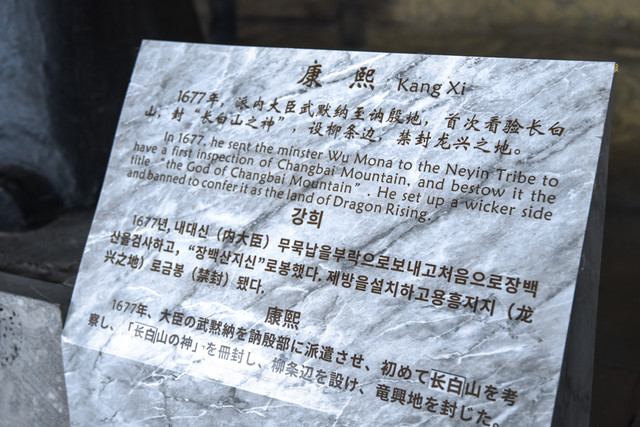 康熙 Kang Xi
1677年，派内大臣武默纳至讷殷地，首次看验长白
山，封“长白山之神”，设柳条边，禁封龙兴之地。
In 1677, he sent the minster Wu Mona to the Neyin Tribe to
have a first inspection of Changbai Mountain, and bestow it the
title “the God of Changbai Mountain”. He set up a wicker side
and banned to confer it as the land of Dragon Rising.
강희
1677년, 내대신（内大臣）무묵납을부락으로보내고처음으로장백
산을검사하고, “장백산지신”로봉했다. 제방을설치하고용흥지지（龙
兴之地）로금봉（禁封）됐다.
康熙
1677年、大臣の武黙納を訥殷部に派遣させ、初めて长白山を考
察し、「长白山の神」を冊封し、柳条辺を設け、竜興地を封じた。